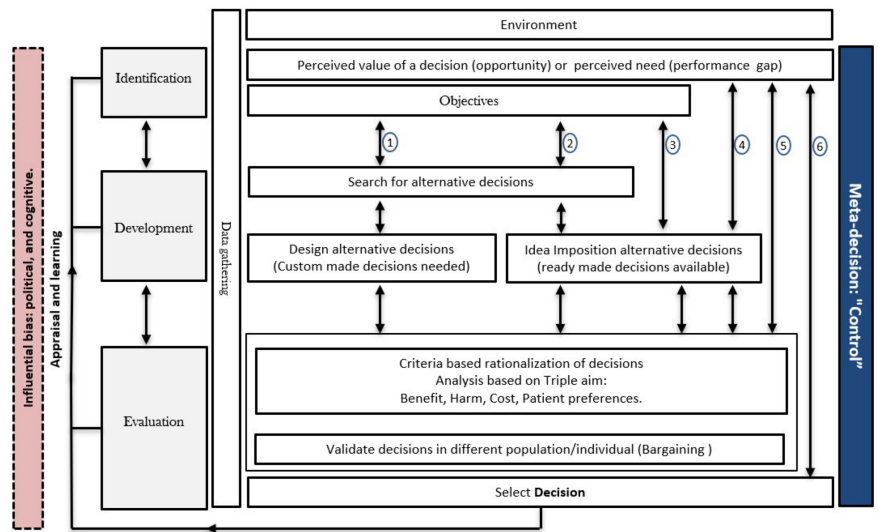 Environment
Perceived value of a decision (opportunity) or perceived need (performance gap)
Objectives
1
2
3
4
5
6
Search for alternative decisions
Design alternative decisions
(Custom made decisions needed)
Idea Imposition alternative decisions
(ready made decisions available)
Criteria based rationalization of decisions
Analysis based on Triple aim:
Benefit, Harm, Cost, Patient preferences.
Validate decisions in different population/individual (Bargaining )
Select Decision
Identification
Development
Evaluation
Data gathering
Influential bias: political, and cognitive.
Appraisal and learning
Meta-decision: "Control”